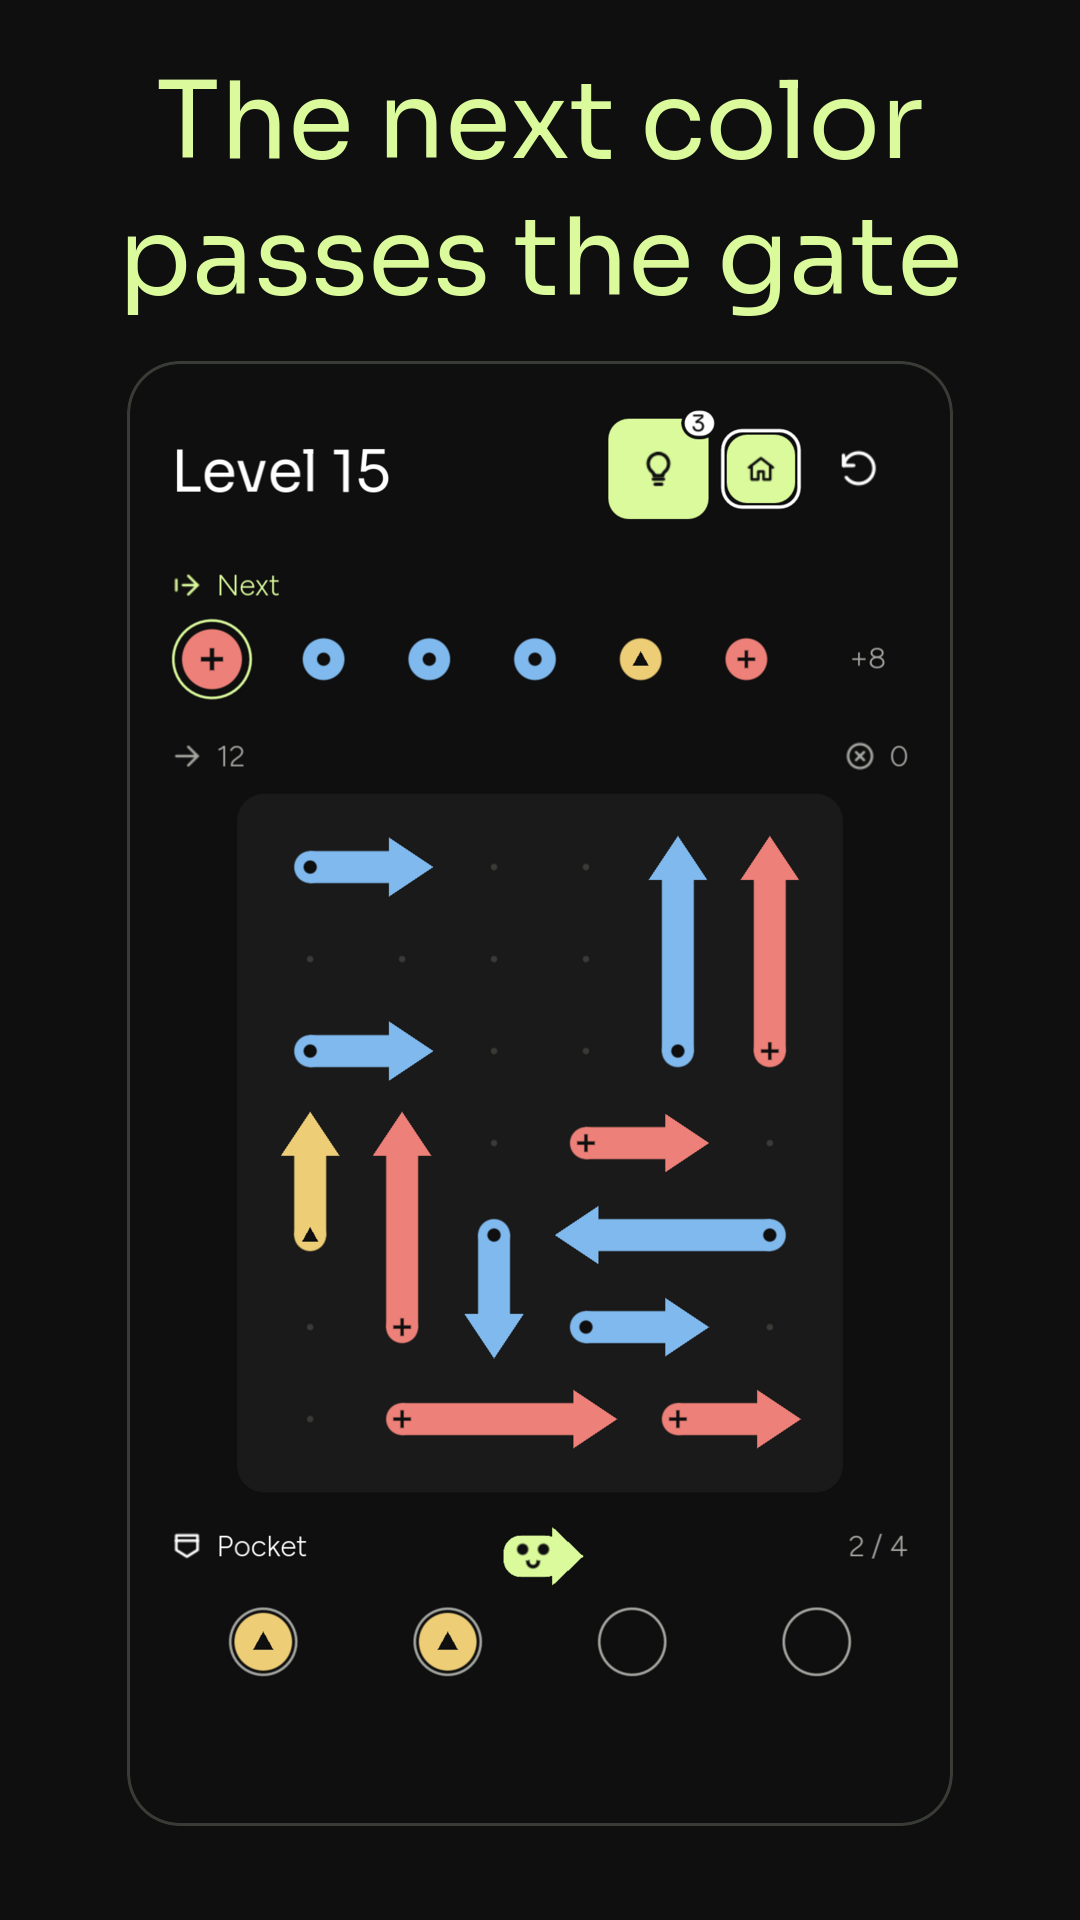 The next color
passes the gate
Level 15
3
Next
+8
12
0
Pocket
2 / 4